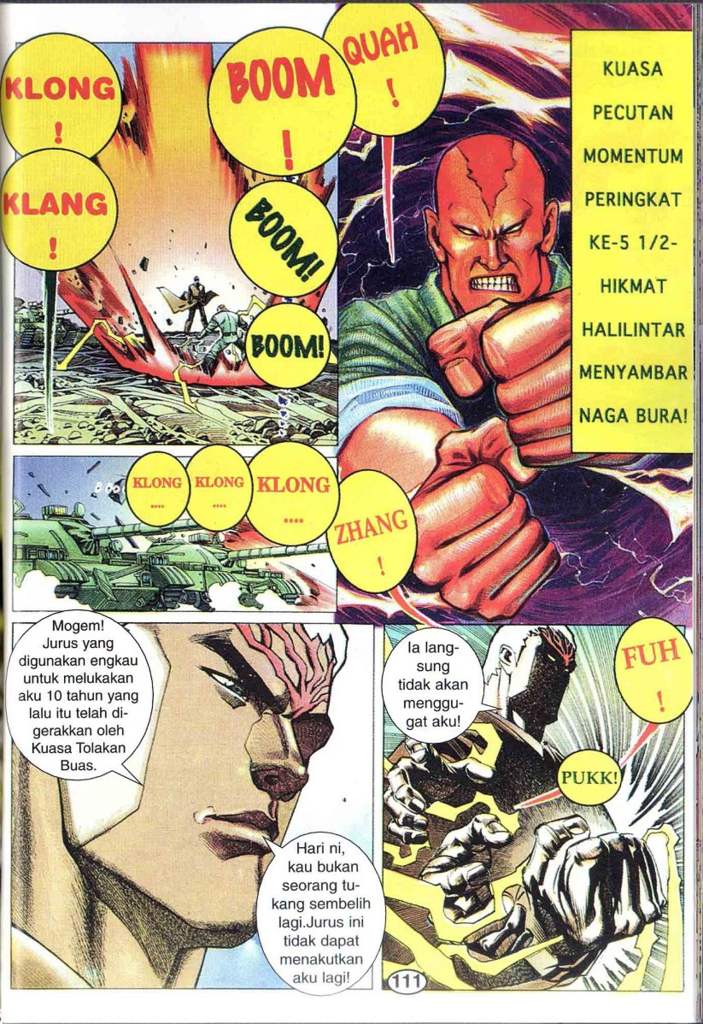 KLONG
!
KLANG
!
BOOM
!
BOOM!
BOOM!
QUAH
!
KUASA
PECUTAN
MOMENTUM
PERINGKAT
KE-5 1/2-
HIKMAT
HALILINTAR
MENYAMBAR
NAGA BURA!
KLONG
....
KLONG
....
KLONG
....
ZHANG
!
Mogem!
Jurus yang
digunakan engkau
untuk melukakan
aku 10 tahun yang
lalu itu telah di-
gerakkan oleh
Kuasa Tolakan
Buas.
Hari ni,
kau bukan
seorang tu-
kang sembelih
lagi.Jurus ini
tidak dapat
menakutkan
aku lagi!
Ia lang-
sung
tidak akan
menggu-
gat aku!
FUH
!
PUKK!
111